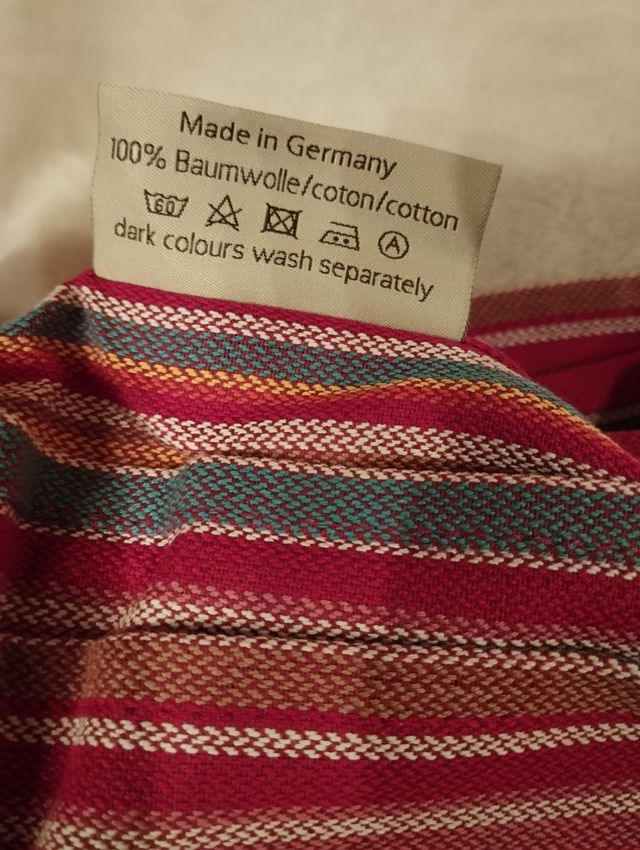 Made in Germany
100% Baumwolle/coton/cotton
60 A
dark colours wash separately